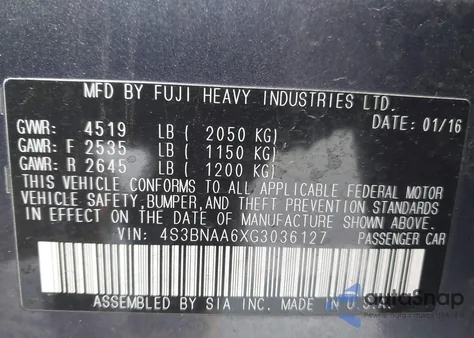 MFD BY FUJI HEAVY INDUSTRIES LTD.
DATE: 01/16
GVWR: 4519 LB ( 2050 KG)
GAWR: F 2535 LB ( 1150 KG)
GAWR: R 2645 LB ( 1200 KG)
THIS VEHICLE CONFORMS TO ALL APPLICABLE FEDERAL MOTOR
VEHICLE SAFETY, BUMPER, AND THEFT PREVENTION STANDARDS
IN EFFECT ON THE DATE OF MANUFACTURE SHOWN ABOVE.
VIN: 4S3BNAA6XG3036127 PASSENGER CAR
ASSEMBLED BY SIA INC. MADE IN U.S.A.
autoSnap